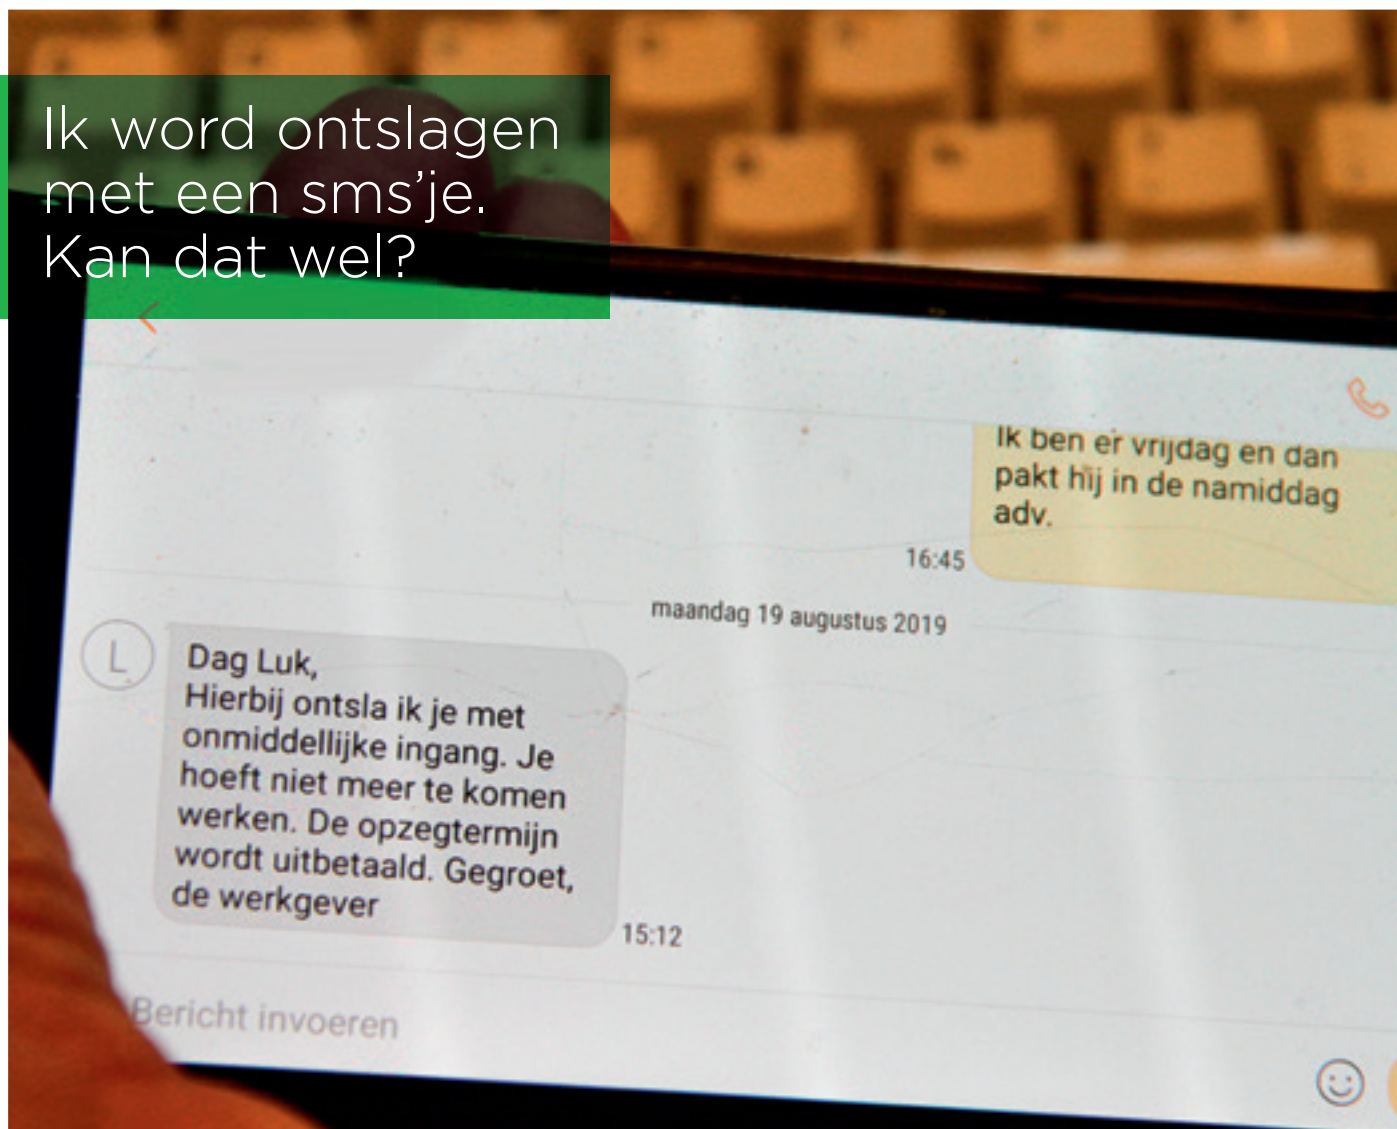 Ik word ontslagen
met een sms’je.
Kan dat wel?
Ik ben er vrijdag en dan
pakt hij in de namiddag
adv.
16:45
maandag 19 augustus 2019
L
Dag Luk,
Hierbij ontsla ik je met
onmiddellijke ingang. Je
hoeft niet meer te komen
werken. De opzegtermijn
wordt uitbetaald. Gegroet,
de werkgever
15:12
Bericht invoeren